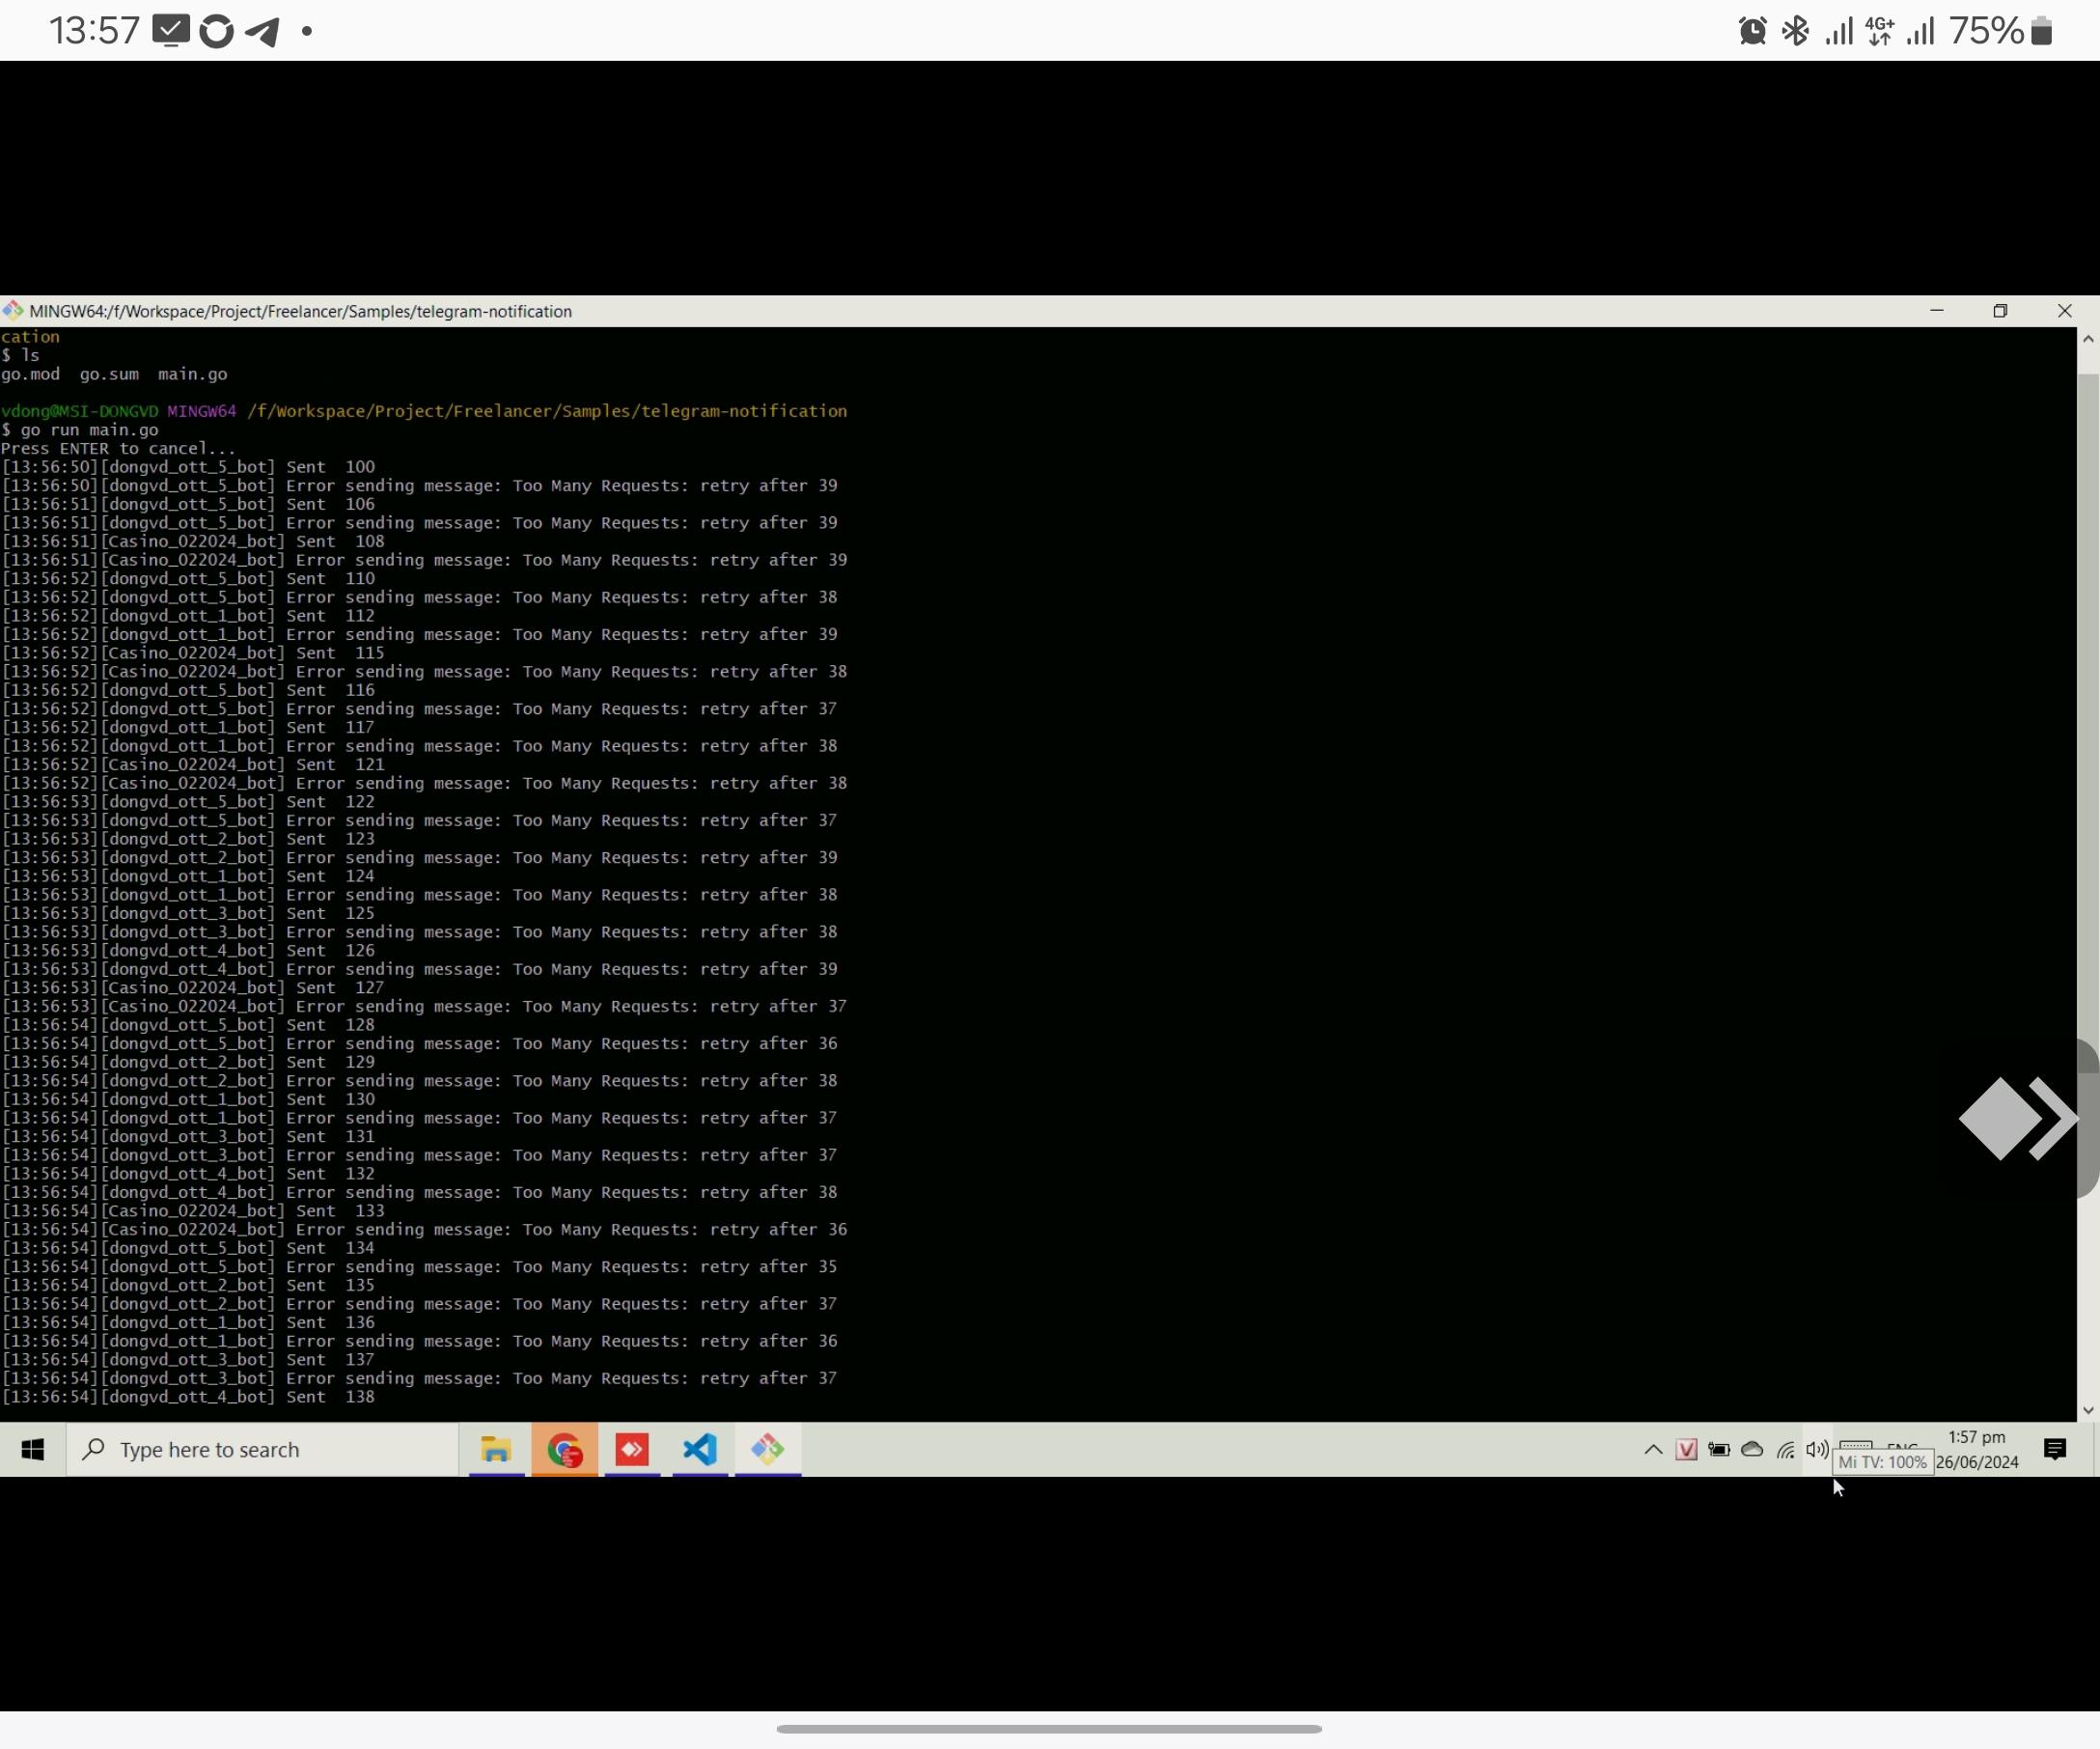 13:57
4G+
75%
MINGW64:/f/Workspace/Project/Freelancer/Samples/telegram-notification
cation
$ ls
go.mod  go.sum  main.go
vdong@MSI-DONGVD MINGW64 /f/Workspace/Project/Freelancer/Samples/telegram-notification
$ go run main.go
Press ENTER to cancel...
[13:56:50][dongvd_ott_5_bot] Sent  100
[13:56:50][dongvd_ott_5_bot] Error sending message: Too Many Requests: retry after 39
[13:56:51][dongvd_ott_5_bot] Sent  106
[13:56:51][dongvd_ott_5_bot] Error sending message: Too Many Requests: retry after 39
[13:56:51][Casino_022024_bot] Sent  108
[13:56:51][Casino_022024_bot] Error sending message: Too Many Requests: retry after 39
[13:56:52][dongvd_ott_5_bot] Sent  110
[13:56:52][dongvd_ott_5_bot] Error sending message: Too Many Requests: retry after 38
[13:56:52][dongvd_ott_1_bot] Sent  112
[13:56:52][dongvd_ott_1_bot] Error sending message: Too Many Requests: retry after 39
[13:56:52][Casino_022024_bot] Sent  115
[13:56:52][Casino_022024_bot] Error sending message: Too Many Requests: retry after 38
[13:56:52][dongvd_ott_5_bot] Sent  116
[13:56:52][dongvd_ott_5_bot] Error sending message: Too Many Requests: retry after 37
[13:56:52][dongvd_ott_1_bot] Sent  117
[13:56:52][dongvd_ott_1_bot] Error sending message: Too Many Requests: retry after 38
[13:56:52][Casino_022024_bot] Sent  121
[13:56:52][Casino_022024_bot] Error sending message: Too Many Requests: retry after 38
[13:56:53][dongvd_ott_5_bot] Sent  122
[13:56:53][dongvd_ott_5_bot] Error sending message: Too Many Requests: retry after 37
[13:56:53][dongvd_ott_2_bot] Sent  123
[13:56:53][dongvd_ott_2_bot] Error sending message: Too Many Requests: retry after 39
[13:56:53][dongvd_ott_1_bot] Sent  124
[13:56:53][dongvd_ott_1_bot] Error sending message: Too Many Requests: retry after 38
[13:56:53][dongvd_ott_3_bot] Sent  125
[13:56:53][dongvd_ott_3_bot] Error sending message: Too Many Requests: retry after 38
[13:56:53][dongvd_ott_4_bot] Sent  126
[13:56:53][dongvd_ott_4_bot] Error sending message: Too Many Requests: retry after 39
[13:56:53][Casino_022024_bot] Sent  127
[13:56:53][Casino_022024_bot] Error sending message: Too Many Requests: retry after 37
[13:56:54][dongvd_ott_5_bot] Sent  128
[13:56:54][dongvd_ott_5_bot] Error sending message: Too Many Requests: retry after 36
[13:56:54][dongvd_ott_2_bot] Sent  129
[13:56:54][dongvd_ott_2_bot] Error sending message: Too Many Requests: retry after 38
[13:56:54][dongvd_ott_1_bot] Sent  130
[13:56:54][dongvd_ott_1_bot] Error sending message: Too Many Requests: retry after 37
[13:56:54][dongvd_ott_3_bot] Sent  131
[13:56:54][dongvd_ott_3_bot] Error sending message: Too Many Requests: retry after 37
[13:56:54][dongvd_ott_4_bot] Sent  132
[13:56:54][dongvd_ott_4_bot] Error sending message: Too Many Requests: retry after 38
[13:56:54][Casino_022024_bot] Sent  133
[13:56:54][Casino_022024_bot] Error sending message: Too Many Requests: retry after 36
[13:56:54][dongvd_ott_5_bot] Sent  134
[13:56:54][dongvd_ott_5_bot] Error sending message: Too Many Requests: retry after 35
[13:56:54][dongvd_ott_2_bot] Sent  135
[13:56:54][dongvd_ott_2_bot] Error sending message: Too Many Requests: retry after 37
[13:56:54][dongvd_ott_1_bot] Sent  136
[13:56:54][dongvd_ott_1_bot] Error sending message: Too Many Requests: retry after 36
[13:56:54][dongvd_ott_3_bot] Sent  137
[13:56:54][dongvd_ott_3_bot] Error sending message: Too Many Requests: retry after 37
[13:56:54][dongvd_ott_4_bot] Sent  138
Type here to search
V
1:57 pm
Mi TV: 100%
26/06/2024